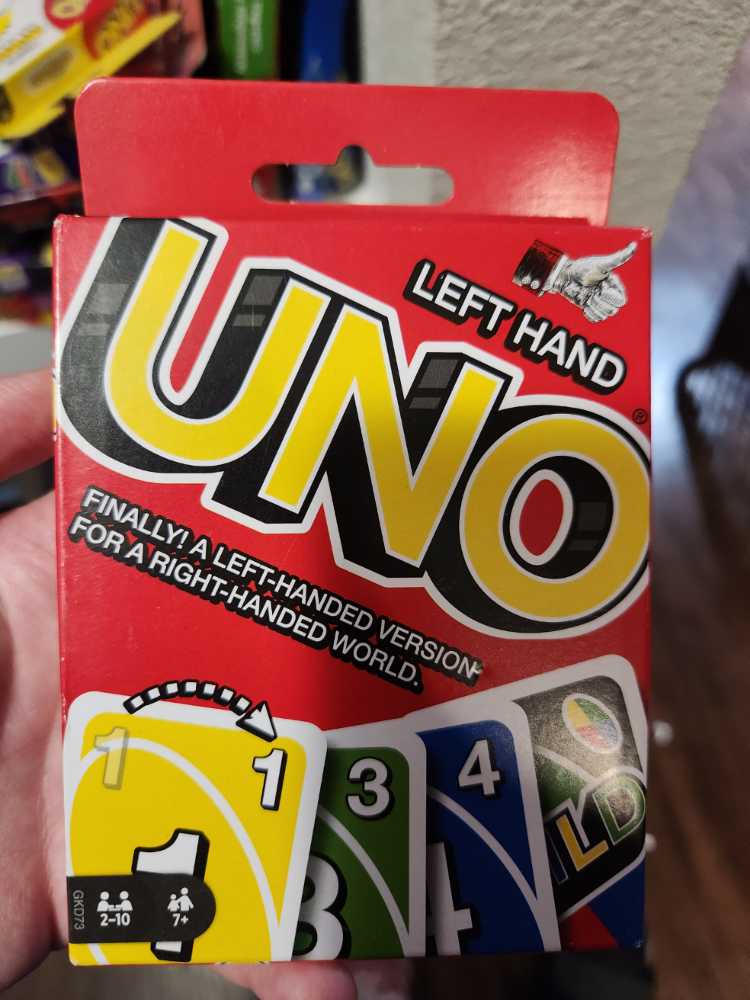 LEFT HAND
UNO®
FINALLY! A LEFT-HANDED VERSION
FOR A RIGHT-HANDED WORLD.
1
1
3
4
1
3
4
WILD
GKD73
2-10
7+